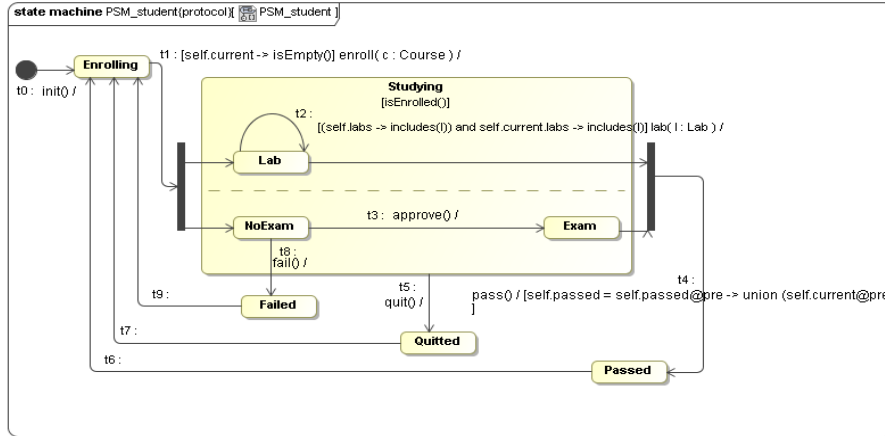 state machine PSM_student{protocol}[ PSM_student ]
t1 : [self.current -> isEmpty()] enroll( c : Course ) /
Enrolling
t0 : init() /
Studying
[isEnrolled()]
t2 :
[(self.labs -> includes(l)) and self.current.labs -> includes(l)] lab( l : Lab ) /
Lab
t3 : approve() /
NoExam
Exam
t8 :
fail() /
t4 :
t5 :
quit() /
pass() / [self.passed = self.passed@pre -> union (self.current@pre
]
t9 :
Failed
t7 :
Quitted
t6 :
Passed